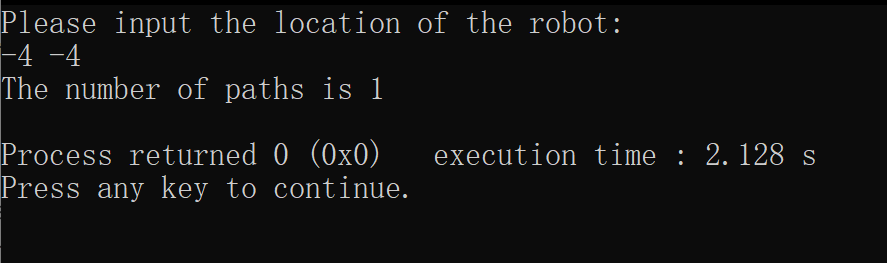 Please input the location of the robot:
-4 -4
The number of paths is 1
Process returned 0 (0x0)   execution time : 2.128 s
Press any key to continue.